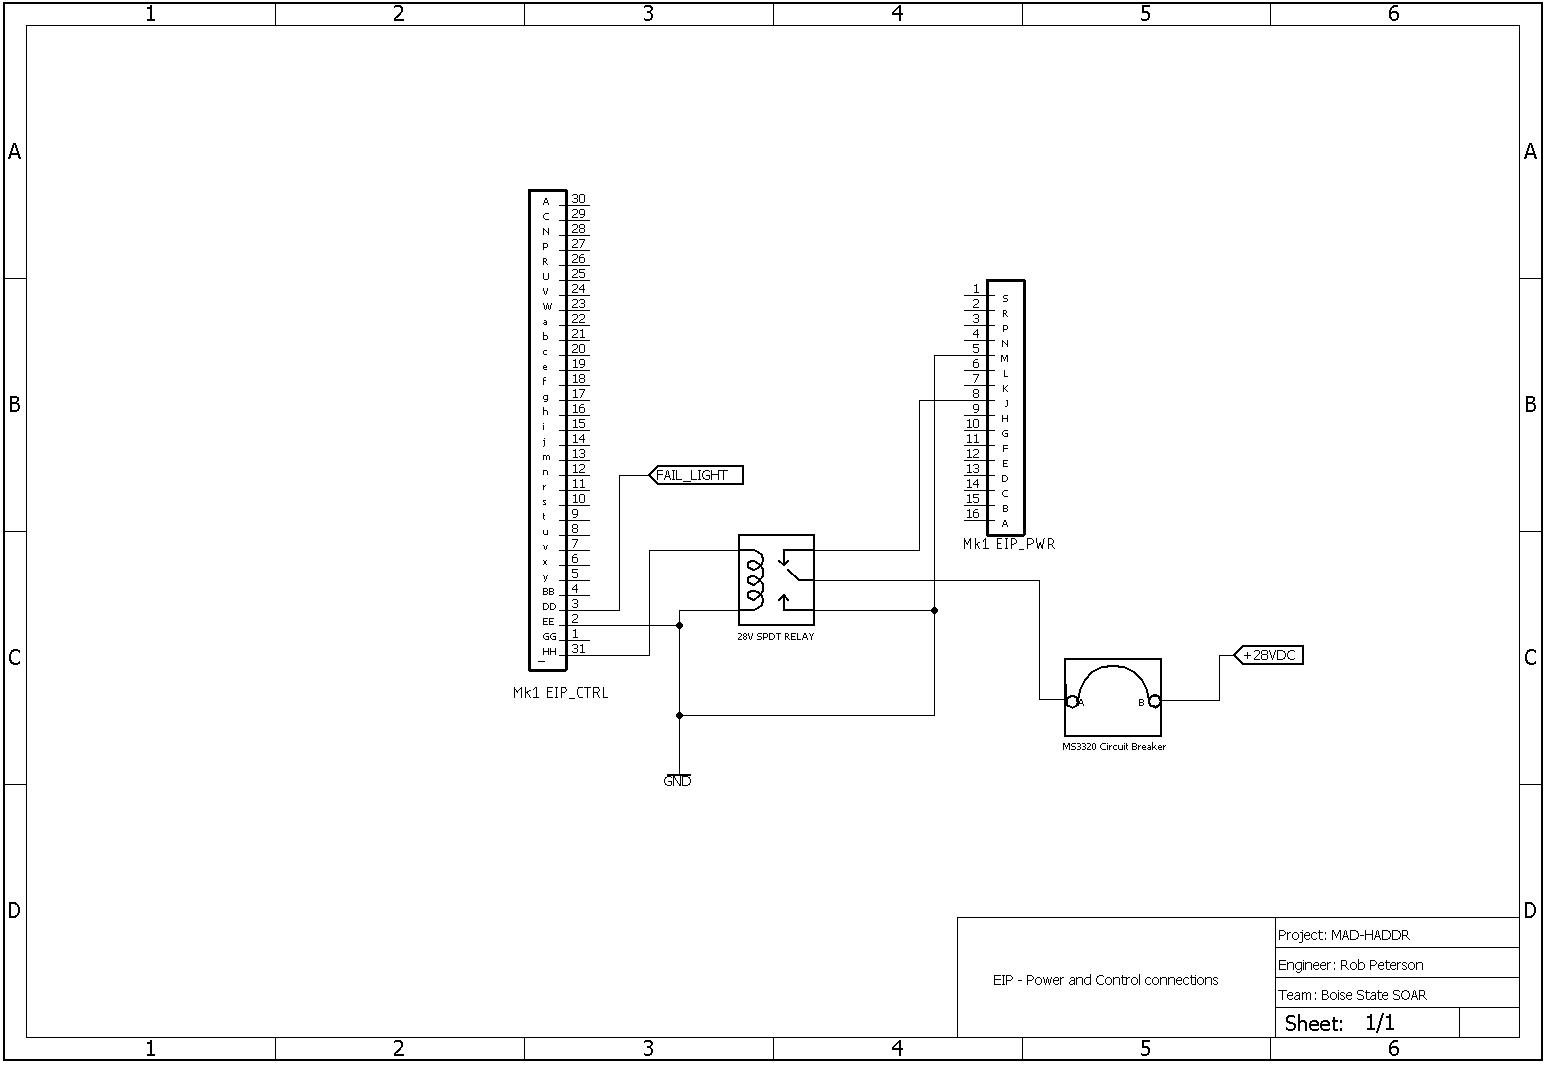 1 2 3 4 5 6
A A
B B
C C
D D
A 30
C 29
N 28
P 27
R 26
U 25
V 24
W 23
a 22
b 21
c 20
e 19
f 18
g 17
h 16
i 15
j 14
m 13
n 12
r 11
s 10
t 9
u 8
v 7
x 6
y 5
BB 4
DD 3
EE 2
GG 1
HH 31
Mk1 EIP_CTRL
FAIL_LIGHT
28V SPDT RELAY
GND
1 S
2 R
3 P
4 N
5 M
6 L
7 K
8 J
9 H
10 G
11 F
12 E
13 D
14 C
15 B
16 A
Mk1 EIP_PWR
+28VDC
A B
MS3320 Circuit Breaker
EIP - Power and Control connections
Project: MAD-HADDR
Engineer: Rob Peterson
Team: Boise State SOAR
Sheet: 1/1
1 2 3 4 5 6